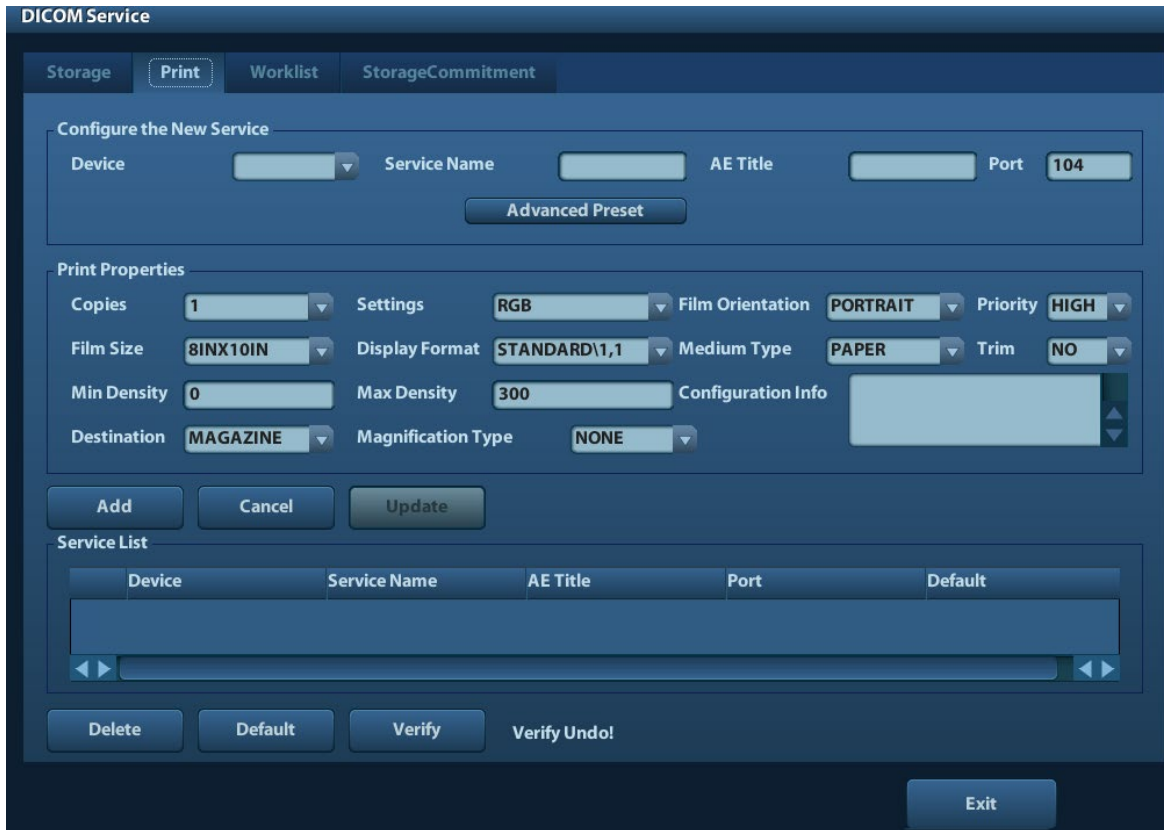 DICOM Service
Storage Print Worklist StorageCommitment
Configure the New Service
Device Service Name AE Title Port 104
Advanced Preset
Print Properties
Copies 1 Settings RGB Film Orientation PORTRAIT Priority HIGH
Film Size 8INX10IN Display Format STANDARD\1,1 Medium Type PAPER Trim NO
Min Density 0 Max Density 300 Configuration Info
Destination MAGAZINE Magnification Type NONE
Add Cancel Update
Service List
Device Service Name AE Title Port Default
Delete Default Verify Verify Undo!
Exit